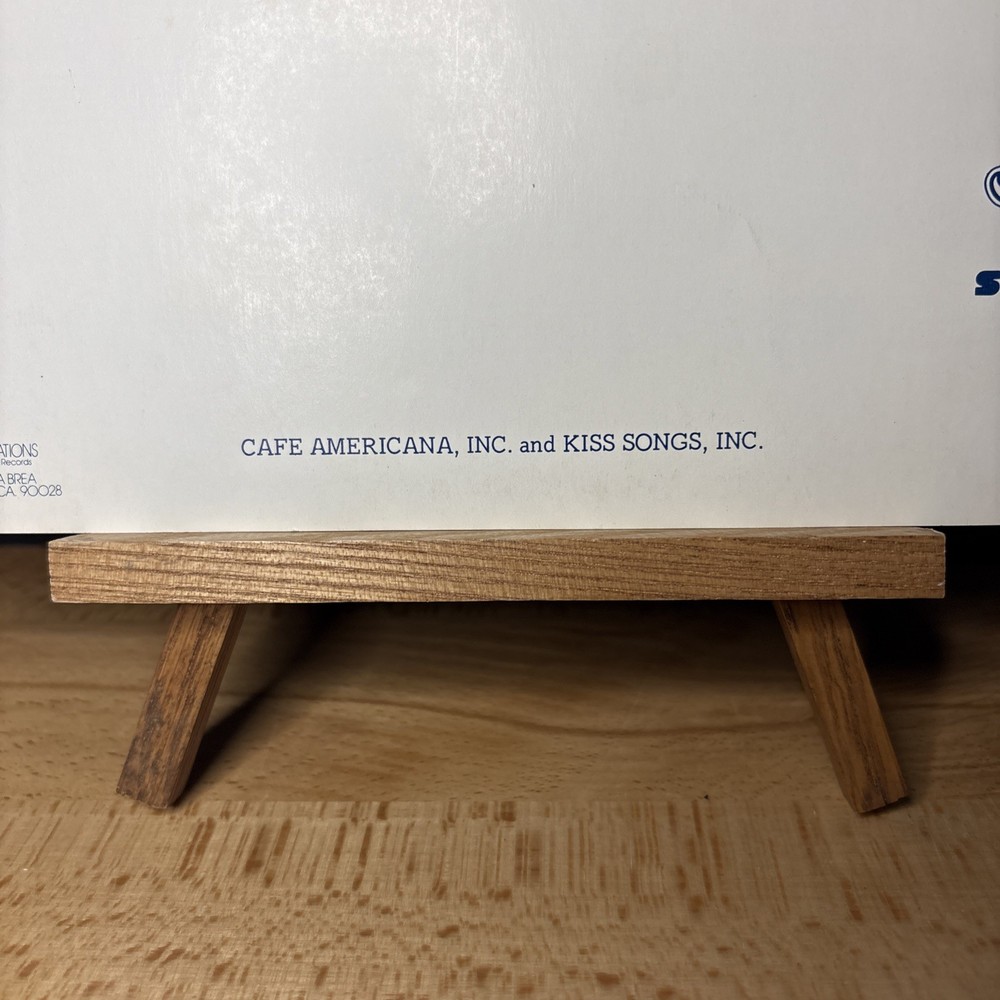 ATIONS
Records
A BREA
CA. 90028
CAFE AMERICANA, INC. and KISS SONGS, INC.